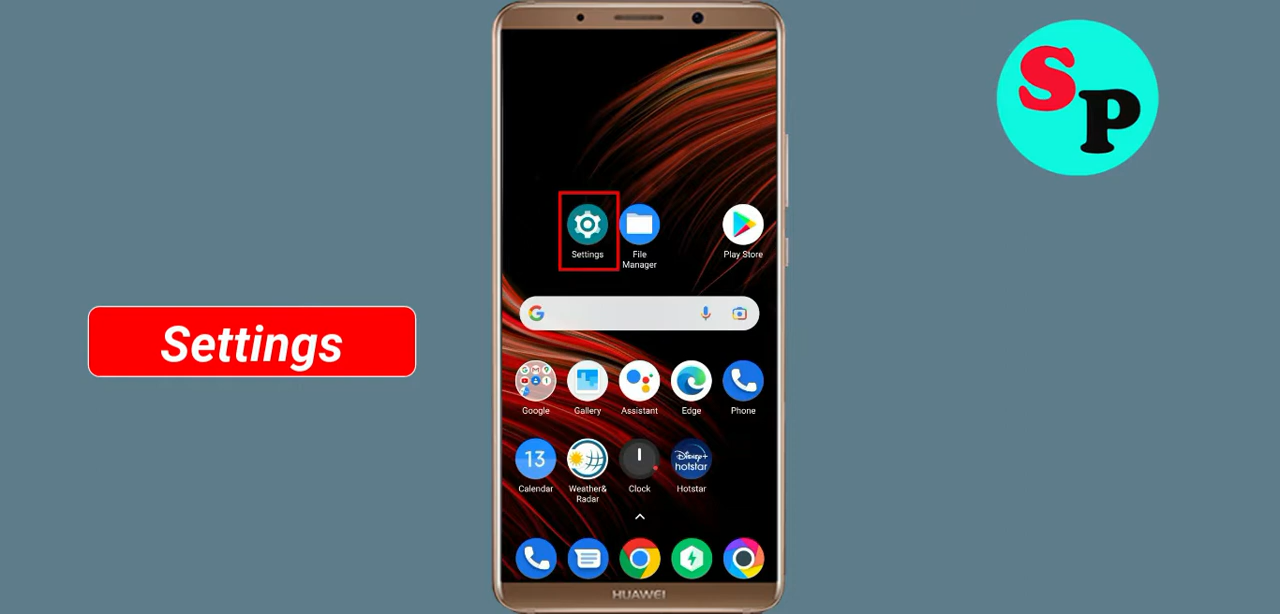 SP
Settings
Settings
File
Manager
Play Store
Google
Gallery
Assistant
Edge
Phone
13
Disney+
hotstar
Calendar
Weather&
Radar
Clock
Hotstar
HUAWEI